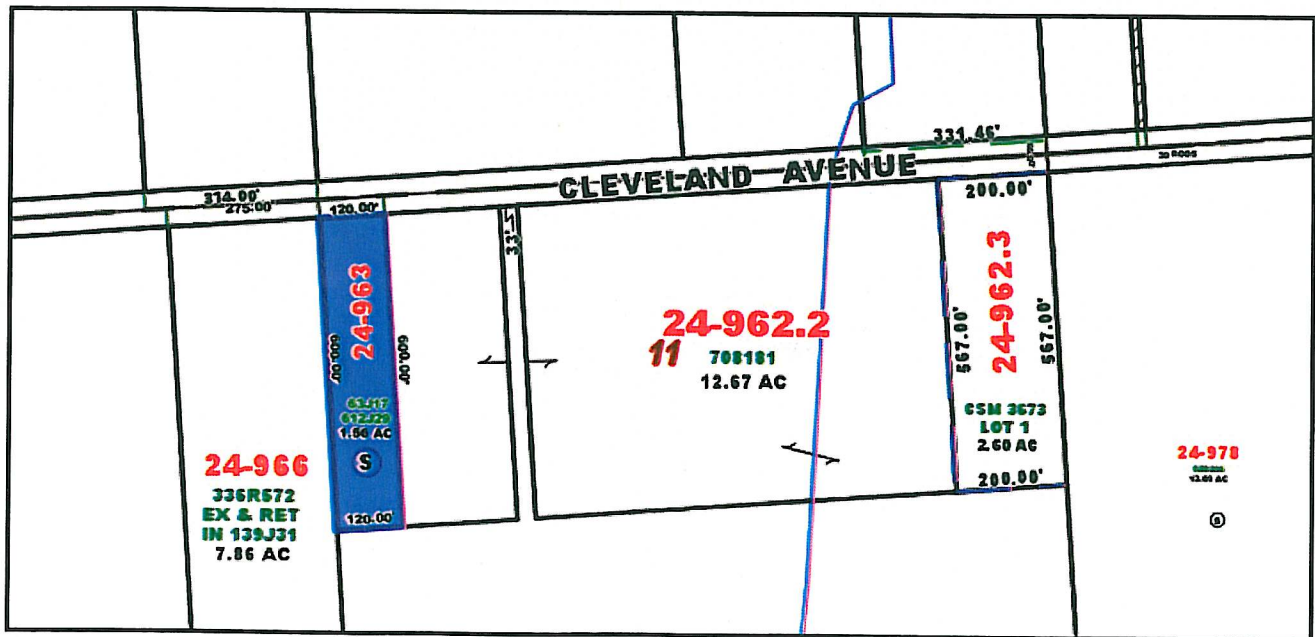 331.46'
CLEVELAND AVENUE
20 RODS
314.00'
275.00'
120.00'
200.00'
33'
24-963
600.00'
600.00'
63J17
612J29
1.56 AC
S
120.00'
24-966
336R572
EX & RET
IN 139J31
7.86 AC
24-962.2
11
708181
12.67 AC
567.00'
24-962.3
567.00'
CSM 3673
LOT 1
2.60 AC
200.00'
24-978
S